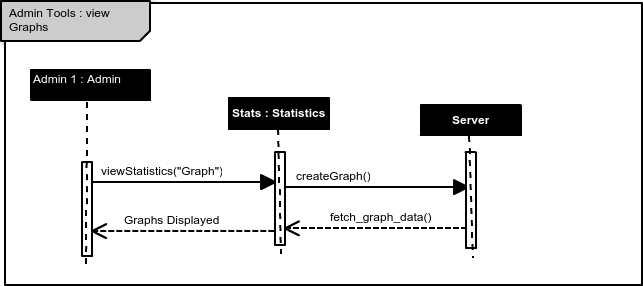 Admin Tools : view
Graphs
Admin 1 : Admin
Stats : Statistics
Server
viewStatistics("Graph")
createGraph()
Graphs Displayed
fetch_graph_data()